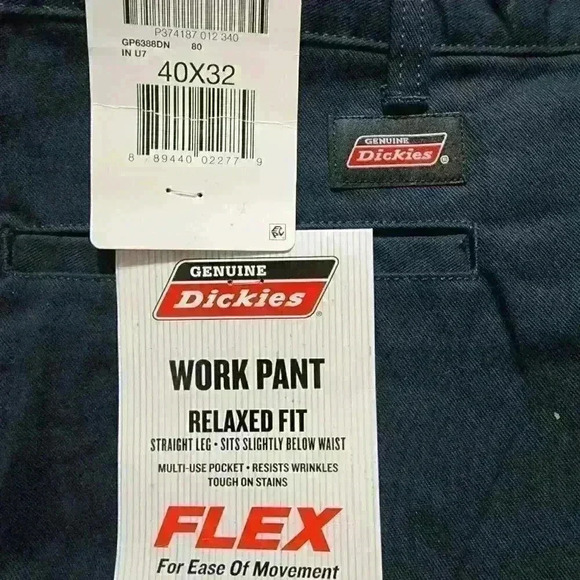 P374187 012 340
GP6388DN 80
IN U7
40X32
8 89440 02277 9
GENUINE
Dickies
®
GENUINE
Dickies
®
WORK PANT
RELAXED FIT
STRAIGHT LEG • SITS SLIGHTLY BELOW WAIST
MULTI-USE POCKET • RESISTS WRINKLES
TOUGH ON STAINS
FLEX
For Ease Of Movement